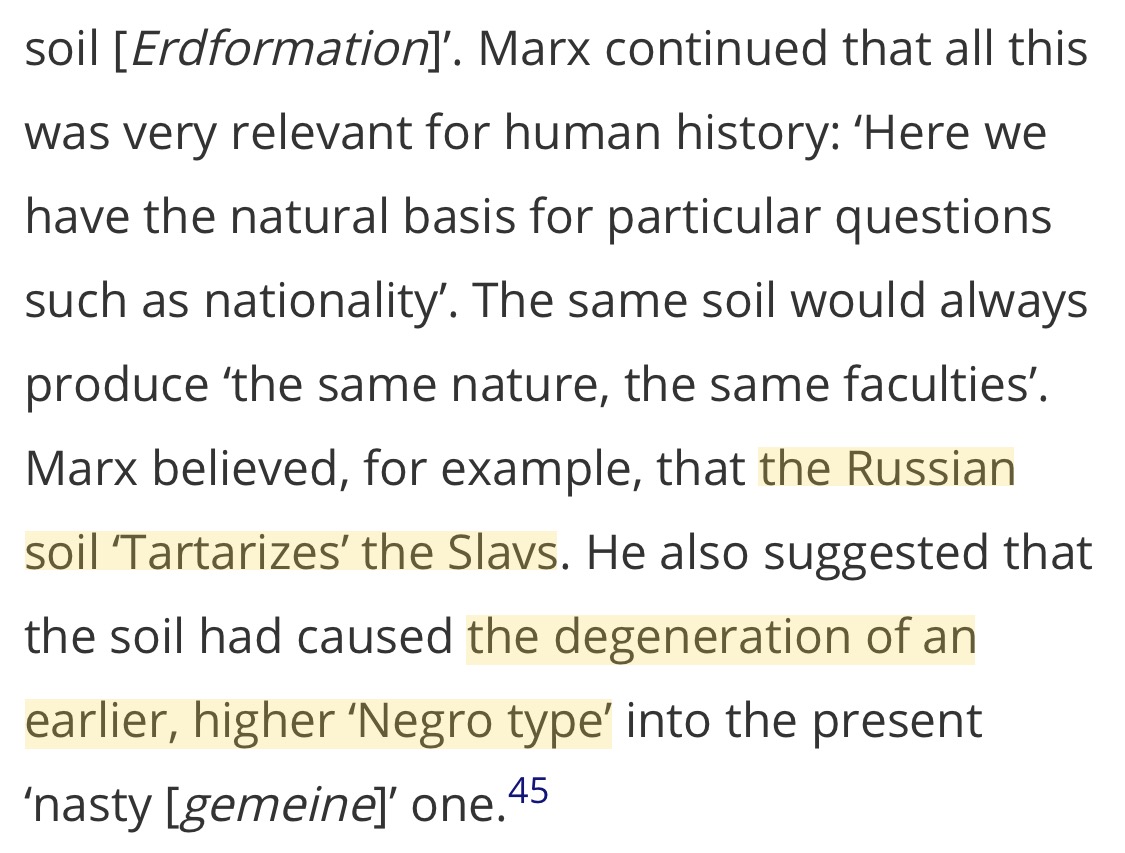 soil [Erdformation]’. Marx continued that all this
was very relevant for human history: ‘Here we
have the natural basis for particular questions
such as nationality’. The same soil would always
produce ‘the same nature, the same faculties’.
Marx believed, for example, that the Russian
soil ‘Tartarizes’ the Slavs. He also suggested that
the soil had caused the degeneration of an
earlier, higher ‘Negro type’ into the present
‘nasty [gemeine]’ one.45